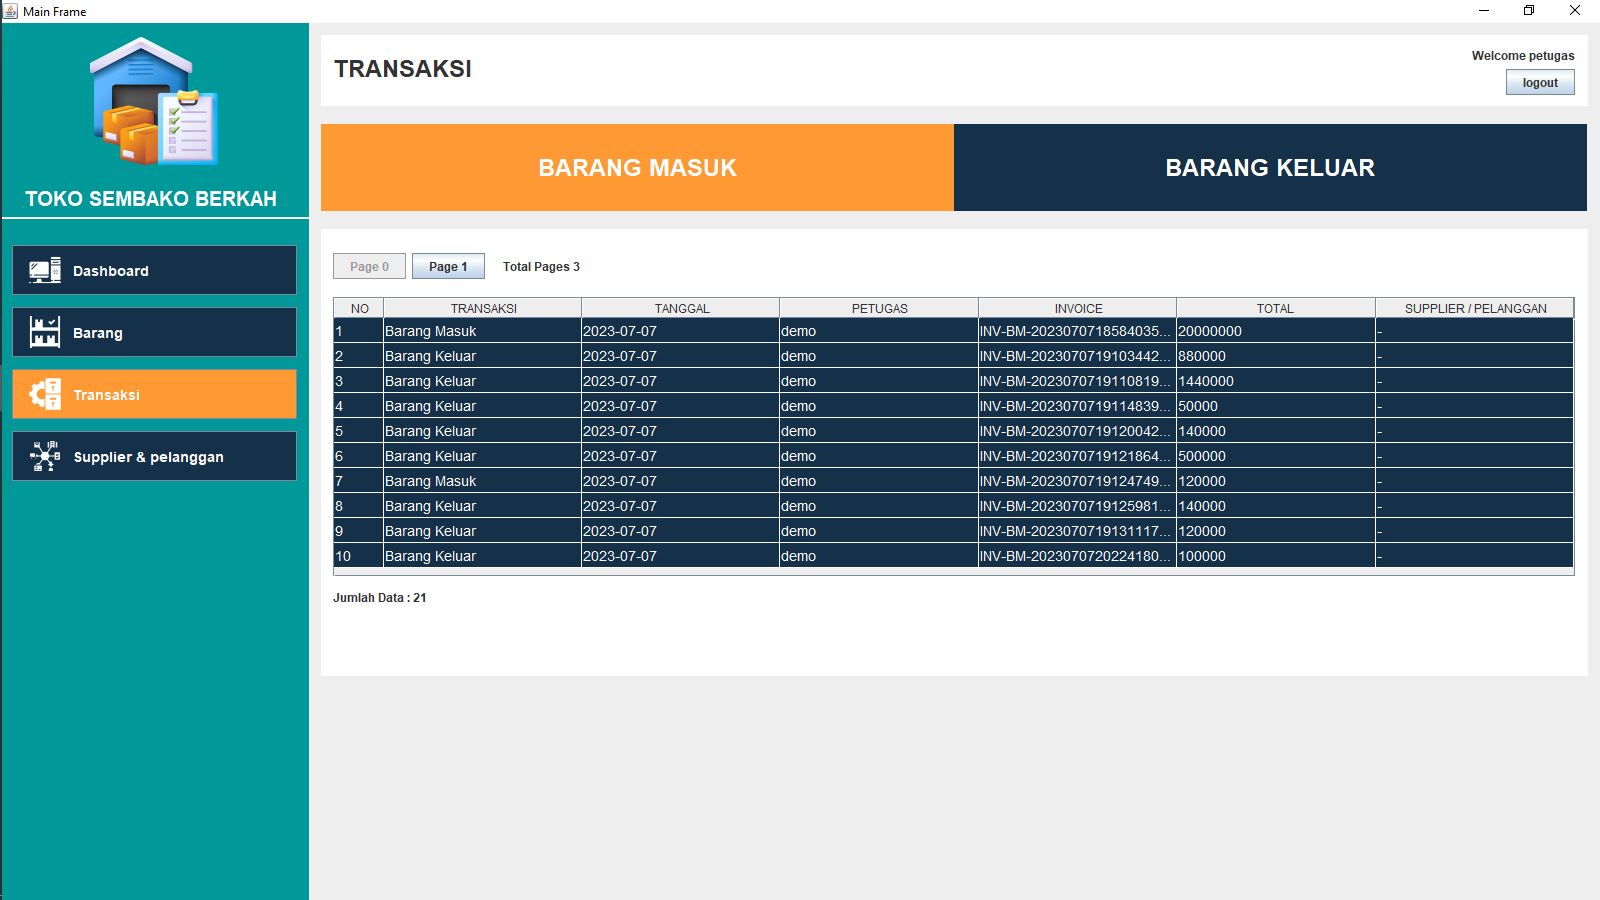 Main Frame
TOKO SEMBAKO BERKAH
Dashboard
Barang
Transaksi
Supplier & pelanggan
TRANSAKSI
Welcome petugas
logout
BARANG MASUK BARANG KELUAR
Page 0 Page 1 Total Pages 3
NO TRANSAKSI TANGGAL PETUGAS INVOICE TOTAL SUPPLIER / PELANGGAN
1 Barang Masuk 2023-07-07 demo INV-BM-2023070718584035... 20000000 -
2 Barang Keluar 2023-07-07 demo INV-BM-2023070719103442... 880000 -
3 Barang Keluar 2023-07-07 demo INV-BM-2023070719110819... 1440000 -
4 Barang Keluar 2023-07-07 demo INV-BM-2023070719114839... 50000 -
5 Barang Keluar 2023-07-07 demo INV-BM-2023070719120042... 140000 -
6 Barang Keluar 2023-07-07 demo INV-BM-2023070719121864... 500000 -
7 Barang Masuk 2023-07-07 demo INV-BM-2023070719124749... 120000 -
8 Barang Keluar 2023-07-07 demo INV-BM-2023070719125981... 140000 -
9 Barang Keluar 2023-07-07 demo INV-BM-2023070719131117... 120000 -
10 Barang Keluar 2023-07-07 demo INV-BM-2023070720224180... 100000 -
Jumlah Data : 21